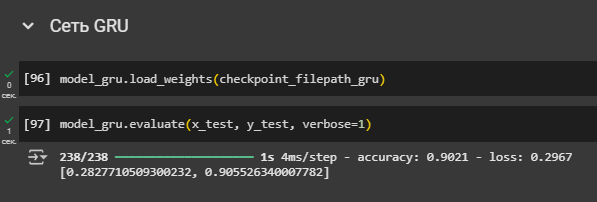 Сеть GRU
[96] model_gru.load_weights(checkpoint_filepath_gru)
0
сек.
[97] model_gru.evaluate(x_test, y_test, verbose=1)
1
сек.
238/238 ━━━━━━━━━━━━━━━━━━━━ 1s 4ms/step - accuracy: 0.9021 - loss: 0.2967
[0.2827710509300232, 0.905526340007782]